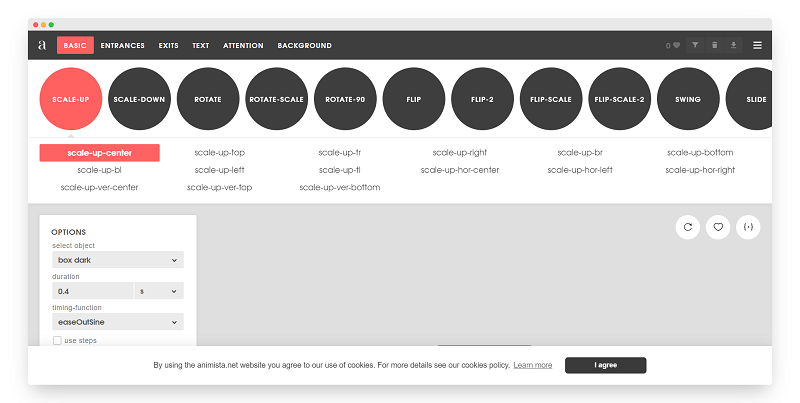 a BASIC ENTRANCES EXITS TEXT ATTENTION BACKGROUND 0
SCALE-UP SCALE-DOWN ROTATE ROTATE-SCALE ROTATE-90 FLIP FLIP-2 FLIP-SCALE FLIP-SCALE-2 SWING SLIDE
scale-up-center scale-up-top scale-up-tr scale-up-right scale-up-br scale-up-bottom
scale-up-bl scale-up-left scale-up-tl scale-up-hor-center scale-up-hor-left scale-up-hor-right
scale-up-ver-center scale-up-ver-top scale-up-ver-bottom
OPTIONS
select object
box dark
duration
0.4 s
timing-function
easeOutSine
use steps
By using the animista.net website you agree to our use of cookies. For more details see our cookies policy. Learn more I agree